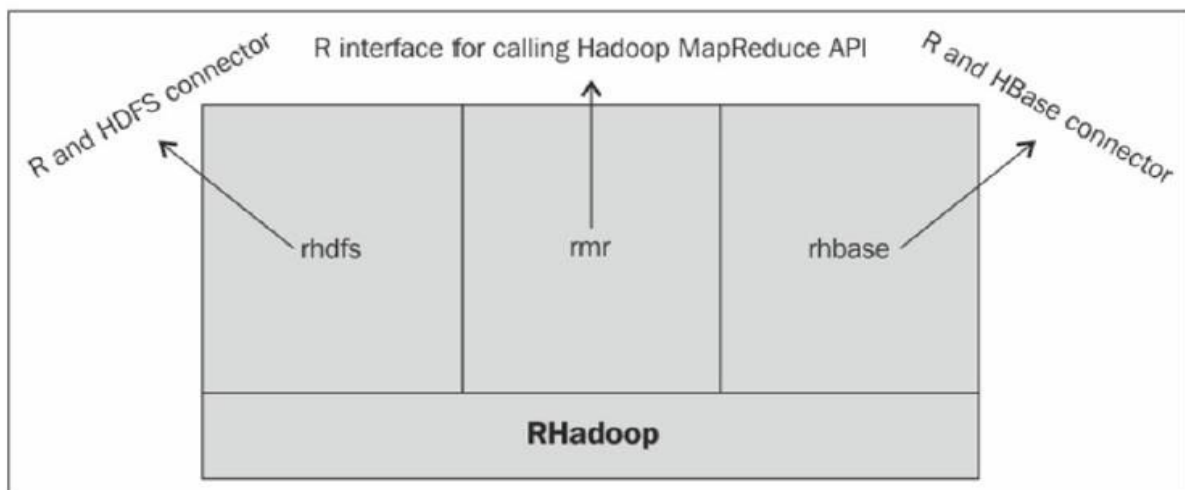 R and HDFS connector
R interface for calling Hadoop MapReduce API
R and HBase connector
rhdfs
rmr
rhbase
RHadoop